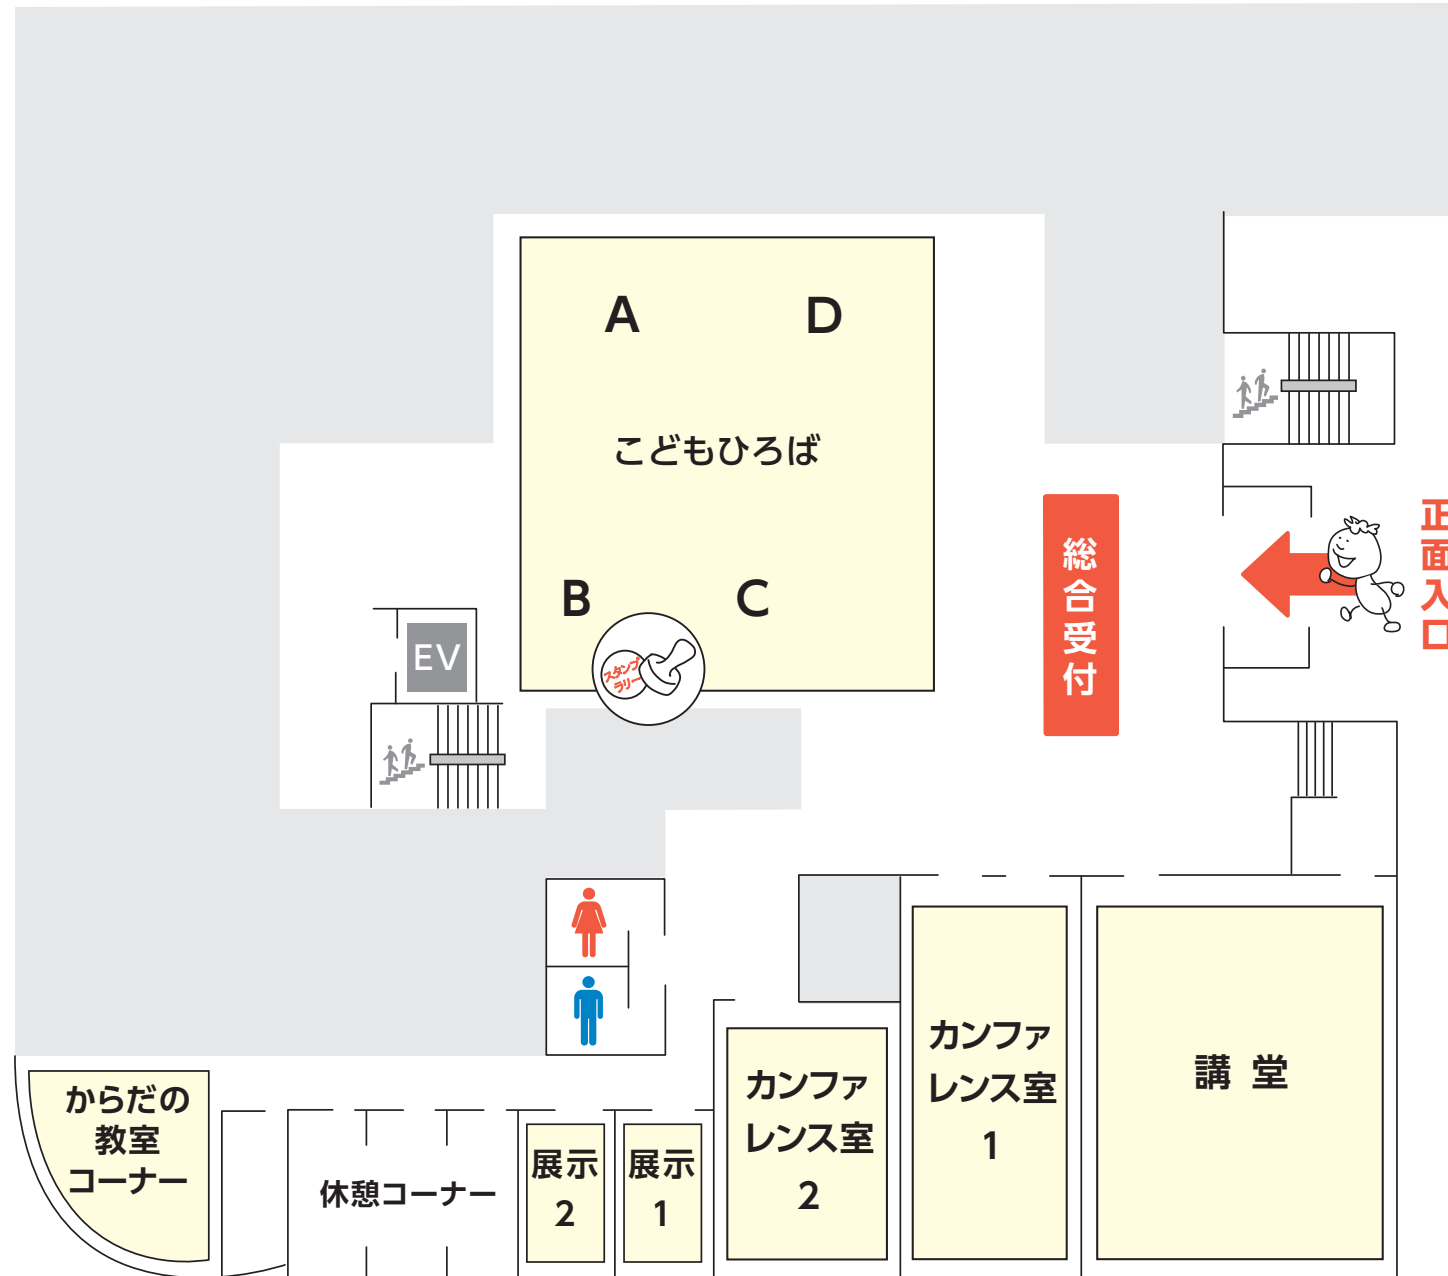 A
D
こどもひろば
B
C
スタンプ
ラリー
EV
総合受付
正面入口
からだの
教室
コーナー
休憩コーナー
展示
2
展示
1
カンファ
レンス室
2
カンファ
レンス室
1
講堂